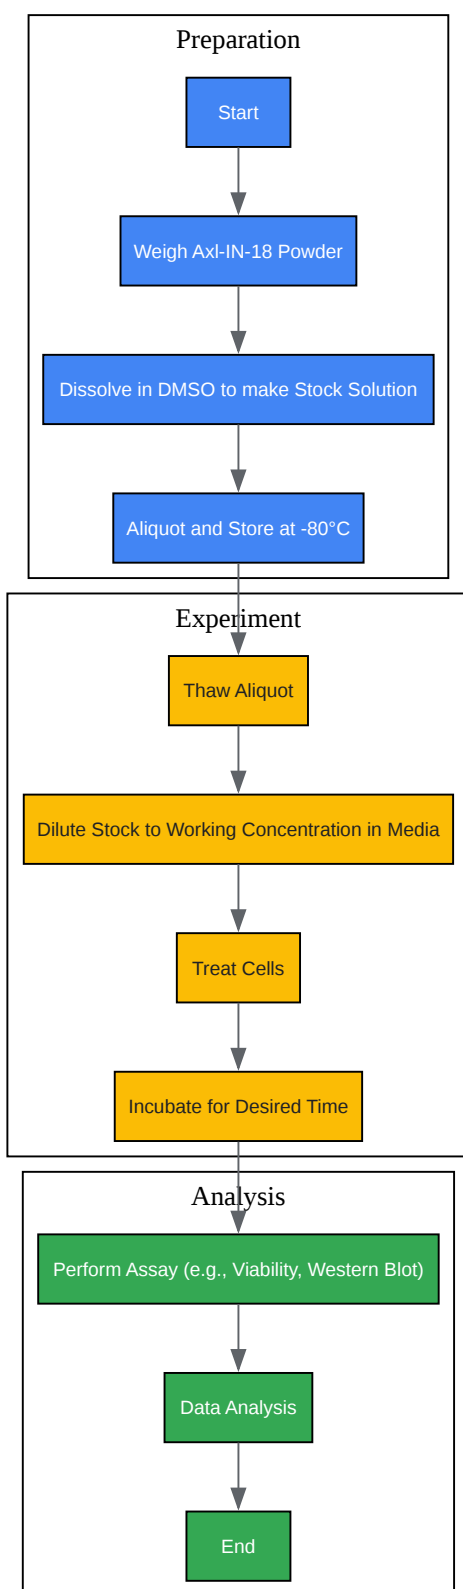 Preparation
Start
Weigh Axl-IN-18 Powder
Dissolve in DMSO to make Stock Solution
Aliquot and Store at -80°C
Experiment
Thaw Aliquot
Dilute Stock to Working Concentration in Media
Treat Cells
Incubate for Desired Time
Analysis
Perform Assay (e.g., Viability, Western Blot)
Data Analysis
End